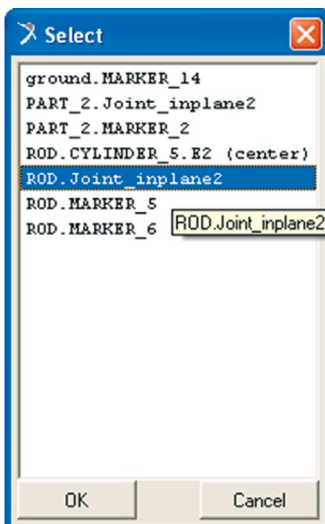 Select
ground.MARKER_14
PART_2.Joint_inplane2
PART_2.MARKER_2
ROD.CYLINDER_5.E2 (center)
ROD.Joint_inplane2
ROD.MARKER_5
ROD.Joint_inplane2
ROD.MARKER_6
OK Cancel